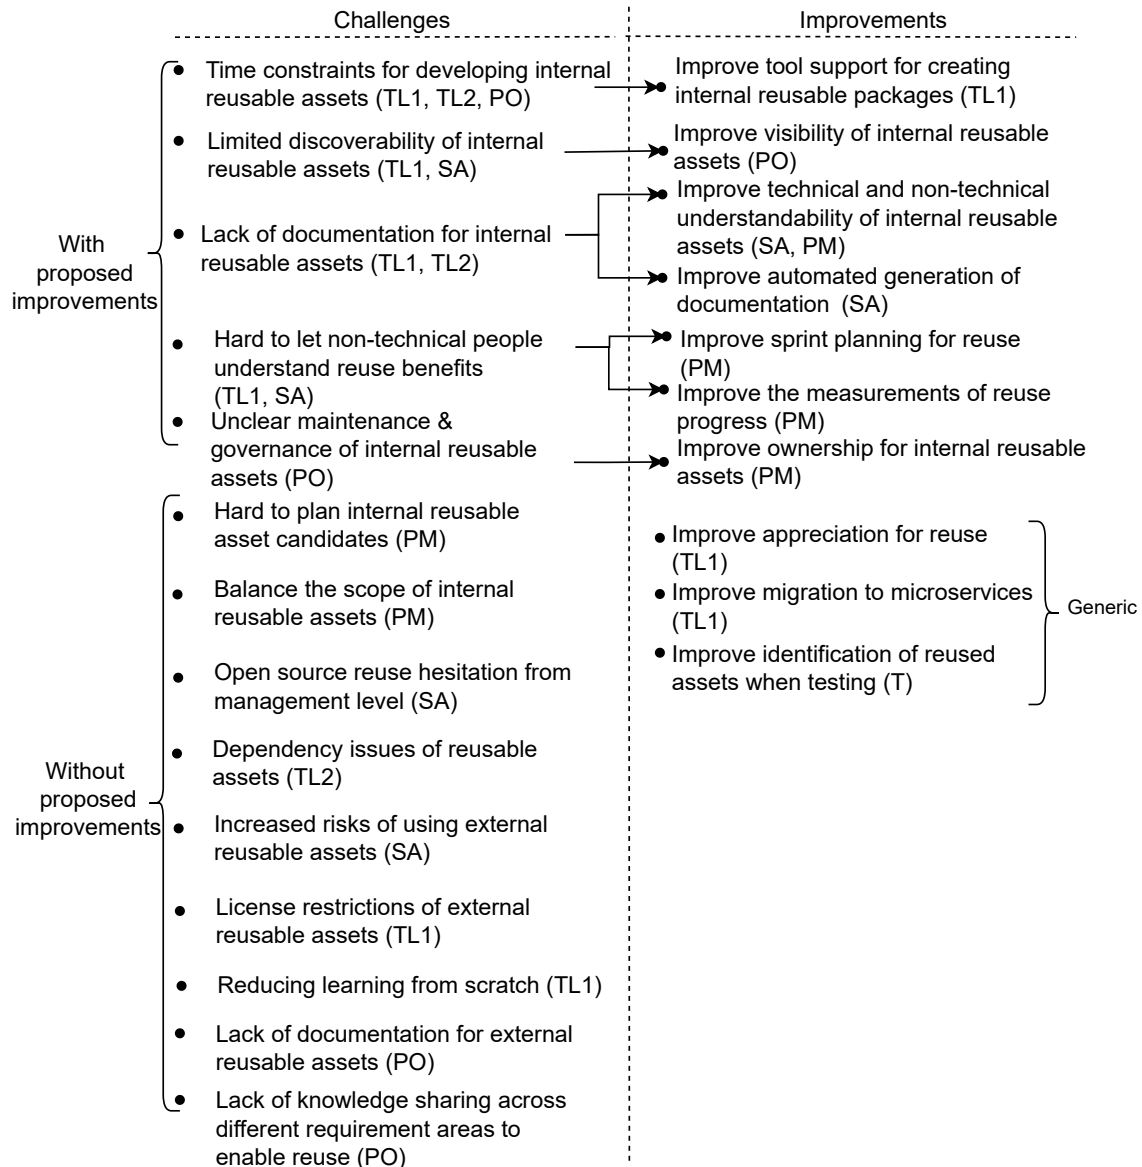 Challenges
Improvements
With
proposed
improvements
Time constraints for developing internal
reusable assets (TL1, TL2, PO)
Improve tool support for creating
internal reusable packages (TL1)
Limited discoverability of internal
reusable assets (TL1, SA)
Improve visibility of internal reusable
assets (PO)
Lack of documentation for internal
reusable assets (TL1, TL2)
Improve technical and non-technical
understandability of internal reusable
assets (SA, PM)
Improve automated generation of
documentation (SA)
Hard to let non-technical people
understand reuse benefits
(TL1, SA)
Improve sprint planning for reuse
(PM)
Improve the measurements of reuse
progress (PM)
Unclear maintenance &
governance of internal reusable
assets (PO)
Improve ownership for internal reusable
assets (PM)
Without
proposed
improvements
Hard to plan internal reusable
asset candidates (PM)
Balance the scope of internal
reusable assets (PM)
Open source reuse hesitation from
management level (SA)
Dependency issues of reusable
assets (TL2)
Increased risks of using external
reusable assets (SA)
License restrictions of external
reusable assets (TL1)
Reducing learning from scratch (TL1)
Lack of documentation for external
reusable assets (PO)
Lack of knowledge sharing across
different requirement areas to
enable reuse (PO)
Improve appreciation for reuse
(TL1)
Improve migration to microservices
(TL1)
Improve identification of reused
assets when testing (T)
Generic